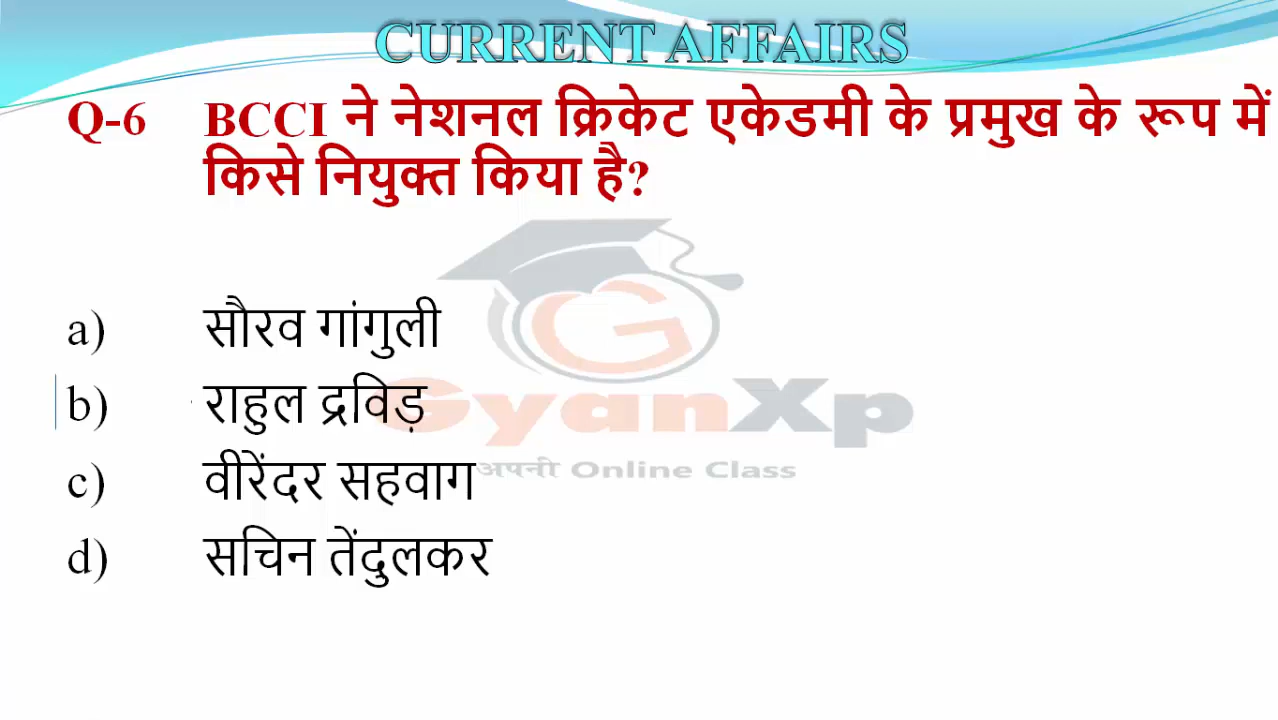 CURRENT AFFAIRS
Q-6 BCCI ने नेशनल क्रिकेट एकेडमी के प्रमुख के रूप में
किसे नियुक्त किया है?
a) सौरव गांगुली
b) राहुल द्रविड़
c) वीरेंदर सहवाग
d) सचिन तेंदुलकर
G
GyanXp
अपनी Online Class